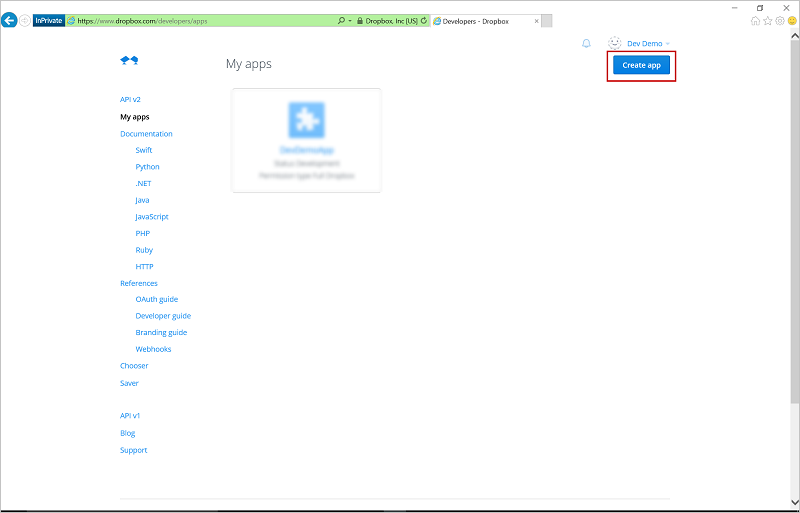 InPrivate https://www.dropbox.com/developers/apps Dropbox, Inc [US] Developers - Dropbox
Dev Demo
My apps Create app
API v2
My apps
Documentation
Swift
Python
.NET
Java
JavaScript
PHP
Ruby
HTTP
References
OAuth guide
Developer guide
Branding guide
Webhooks
Chooser
Saver
API v1
Blog
Support
DevDemoApp
Status Development
Permission type Full Dropbox